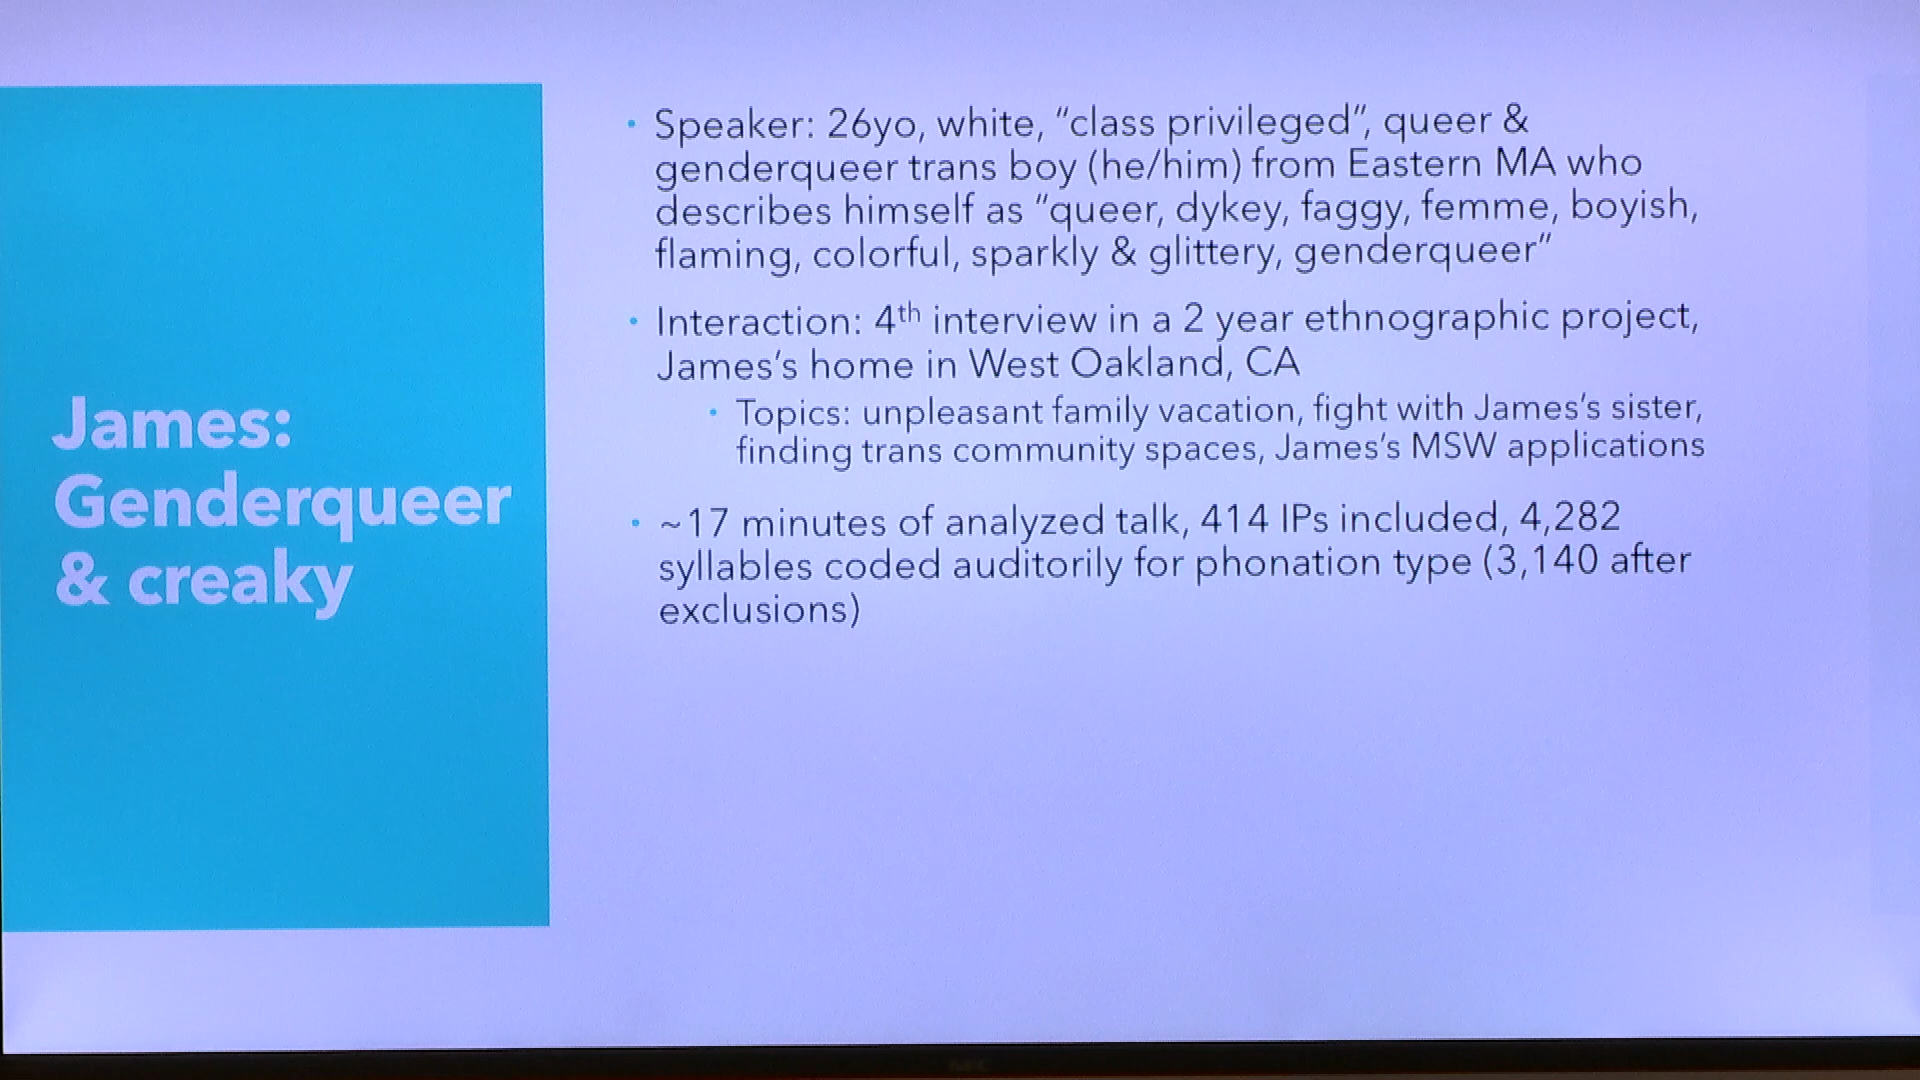 James:
Genderqueer
& creaky
• Speaker: 26yo, white, “class privileged”, queer &
genderqueer trans boy (he/him) from Eastern MA who
describes himself as “queer, dykey, faggy, femme, boyish,
flaming, colorful, sparkly & glittery, genderqueer”
• Interaction: 4th interview in a 2 year ethnographic project,
James’s home in West Oakland, CA
• Topics: unpleasant family vacation, fight with James’s sister,
finding trans community spaces, James’s MSW applications
• ~17 minutes of analyzed talk, 414 IPs included, 4,282
syllables coded auditorily for phonation type (3,140 after
exclusions)
NEC